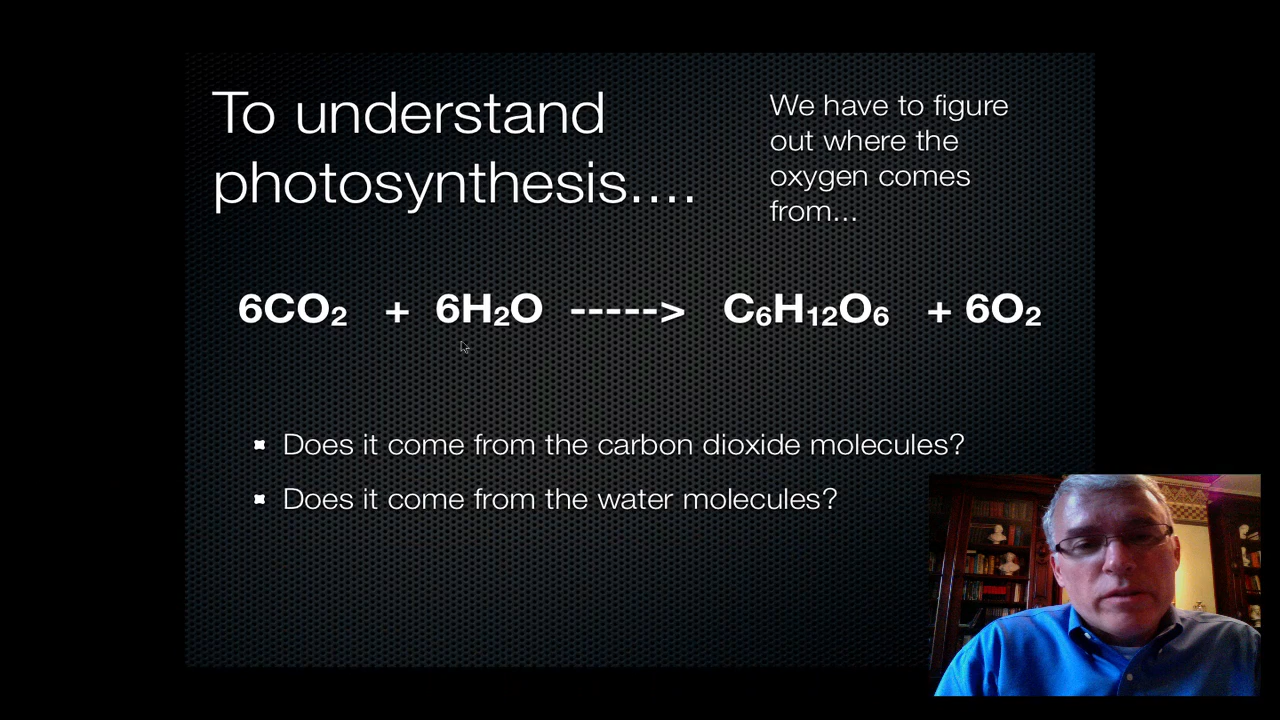 To understand
photosynthesis....
We have to figure
out where the
oxygen comes
from...
6CO₂ + 6H₂O -----> C₆H₁₂O₆ + 6O₂
Does it come from the carbon dioxide molecules?
Does it come from the water molecules?